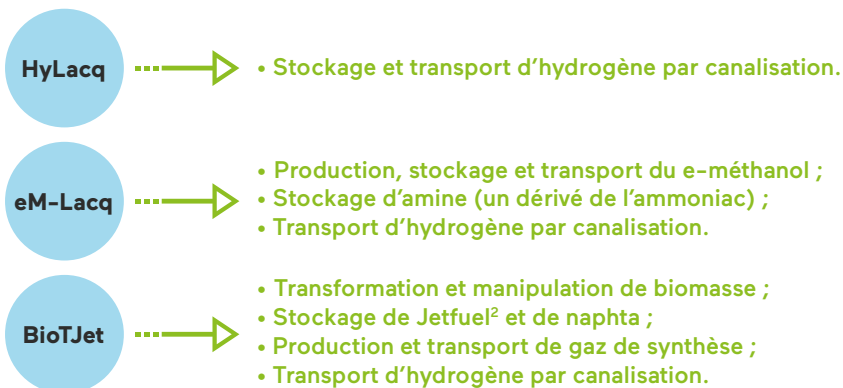 HyLacq
• Stockage et transport d’hydrogène par canalisation.
eM-Lacq
• Production, stockage et transport du e-méthanol ;
• Stockage d’amine (un dérivé de l’ammoniac) ;
• Transport d’hydrogène par canalisation.
BioTJet
• Transformation et manipulation de biomasse ;
• Stockage de Jetfuel² et de naphta ;
• Production et transport de gaz de synthèse ;
• Transport d’hydrogène par canalisation.